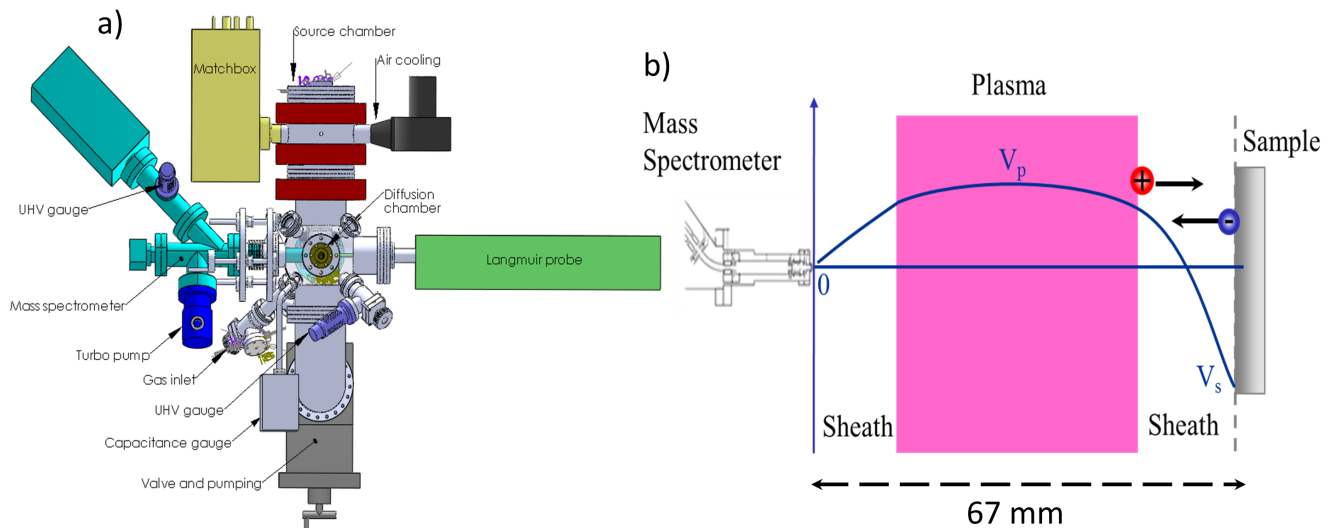 a)
Source chamber
Air cooling
Matchbox
UHV gauge
Diffusion
chamber
Langmuir probe
Mass spectrometer
Turbo pump
Gas inlet
UHV gauge
Capacitance gauge
Valve and pumping
b)
Plasma
Mass
Spectrometer
Sample
Vp
+
-
0
Vs
Sheath
Sheath
67 mm